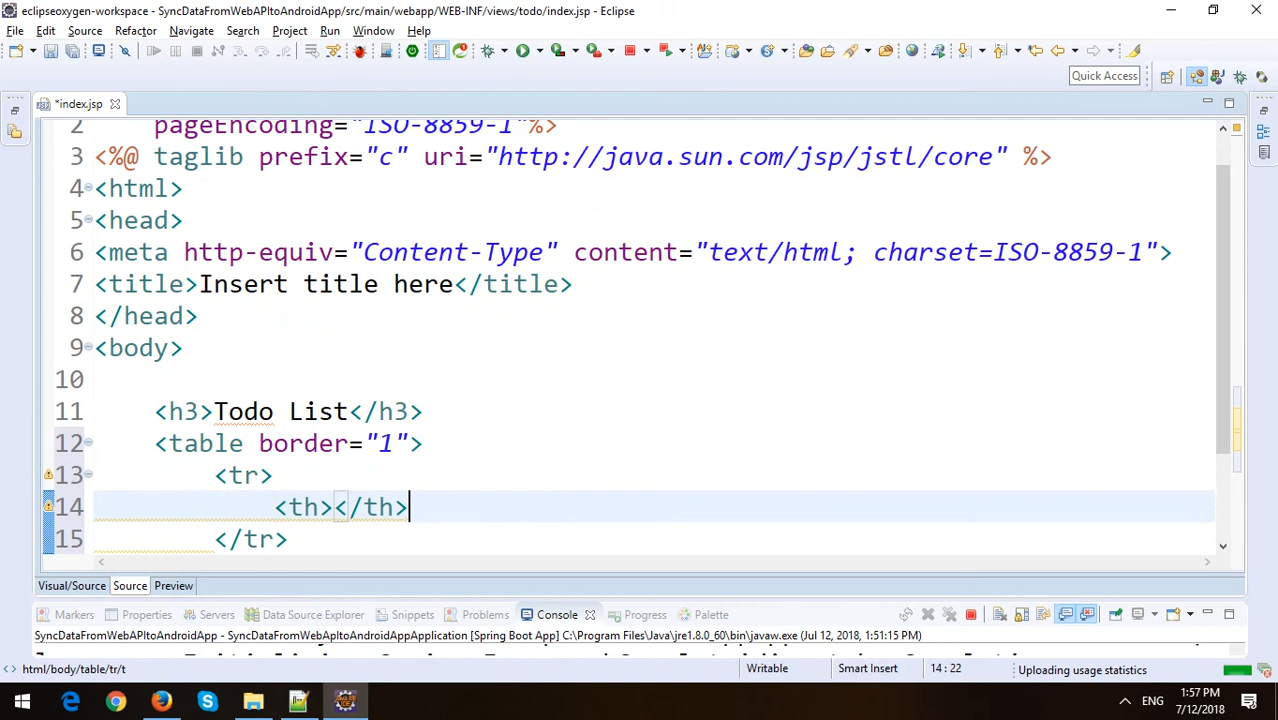 eclipseoxygen-workspace - SyncDataFromWebAPItoAndroidApp/src/main/webapp/WEB-INF/views/todo/index.jsp - Eclipse
File Edit Source Refactor Navigate Search Project Run Window Help
Quick Access
*index.jsp
2 pageEncoding="ISO-8859-1"%>
3 <%@ taglib prefix="c" uri="http://java.sun.com/jsp/jstl/core" %>
4 <html>
5 <head>
6 <meta http-equiv="Content-Type" content="text/html; charset=ISO-8859-1">
7 <title>Insert title here</title>
8 </head>
9 <body>
10
11 <h3>Todo List</h3>
12 <table border="1">
13 <tr>
14 <th></th>
15 </tr>
Visual/Source Source Preview
Markers Properties Servers Data Source Explorer Snippets Problems Console Progress Palette
SyncDataFromWebAPItoAndroidApp - SyncDataFromWebAPItoAndroidAppApplication [Spring Boot App] C:\Program Files\Java\jre1.8.0_60\bin\javaw.exe (Jul 12, 2018, 1:51:15 PM)
html/body/table/tr/t Writable Smart Insert 14 : 22 Uploading usage statistics
ENG 1:57 PM
7/12/2018